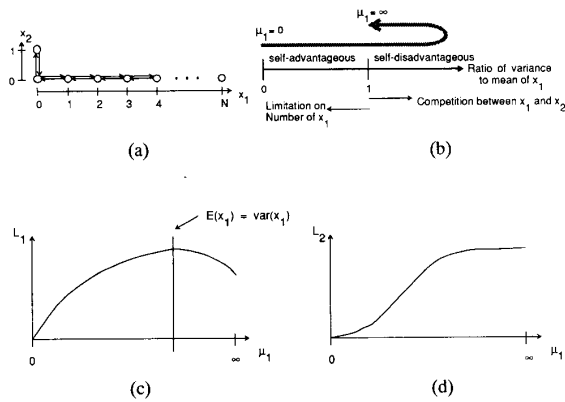 x2
1
0
0 1 2 3 4 . . . N x1
(a)
μ1 = 0
μ1 = ∞
self-advantageous self-disadvantageous
Ratio of variance
to mean of x1
0 1
Limitation on
Number of x1
Competition between x1 and x2
(b)
E(x1) = var(x1)
L1
0 ∞ μ1
(c)
L2
0 ∞ μ1
(d)